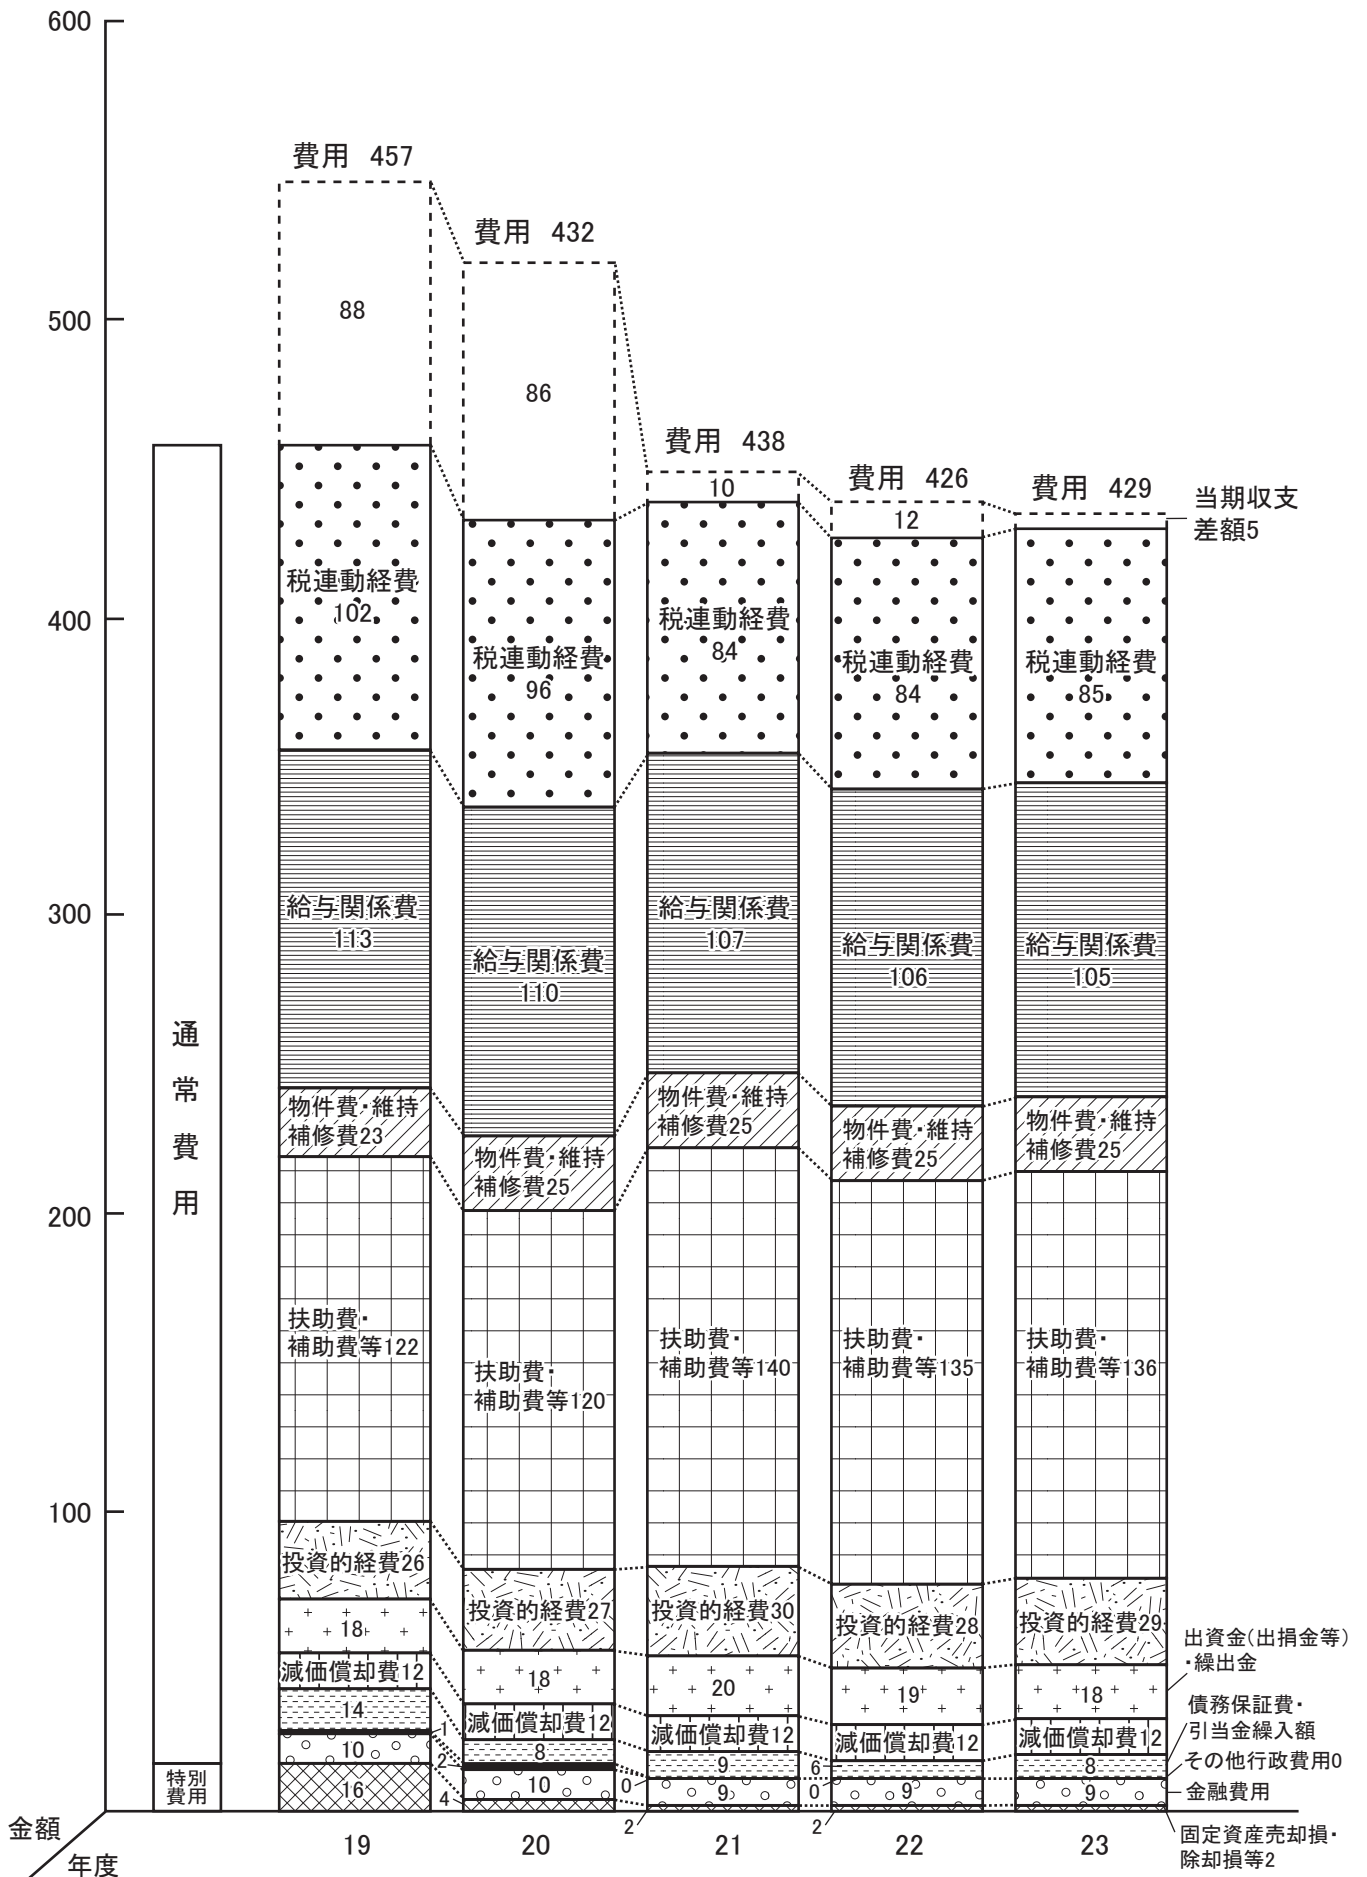 600
500
400
300
200
100
金額
年度
通常費用
特別
費用
費用 457
88
税連動経費
102
給与関係費
113
物件費・維持
補修費23
扶助費・
補助費等122
投資的経費26
18
減価償却費12
14
1
10
16
19
費用 432
86
税連動経費
96
給与関係費
110
物件費・維持
補修費25
扶助費・
補助費等120
投資的経費27
18
減価償却費12
8
2
10
4
20
費用 438
10
税連動経費
84
給与関係費
107
物件費・維持
補修費25
扶助費・
補助費等140
投資的経費30
20
減価償却費12
9
0
9
2
21
費用 426
12
税連動経費
84
給与関係費
106
物件費・維持
補修費25
扶助費・
補助費等135
投資的経費28
19
減価償却費12
6
0
9
2
22
費用 429
当期収支
差額5
税連動経費
85
給与関係費
105
物件費・維持
補修費25
扶助費・
補助費等136
投資的経費29
18
減価償却費12
8
9
23
出資金(出捐金等)
・繰出金
債務保証費・
引当金繰入額
その他行政費用0
金融費用
固定資産売却損・
除却損等2